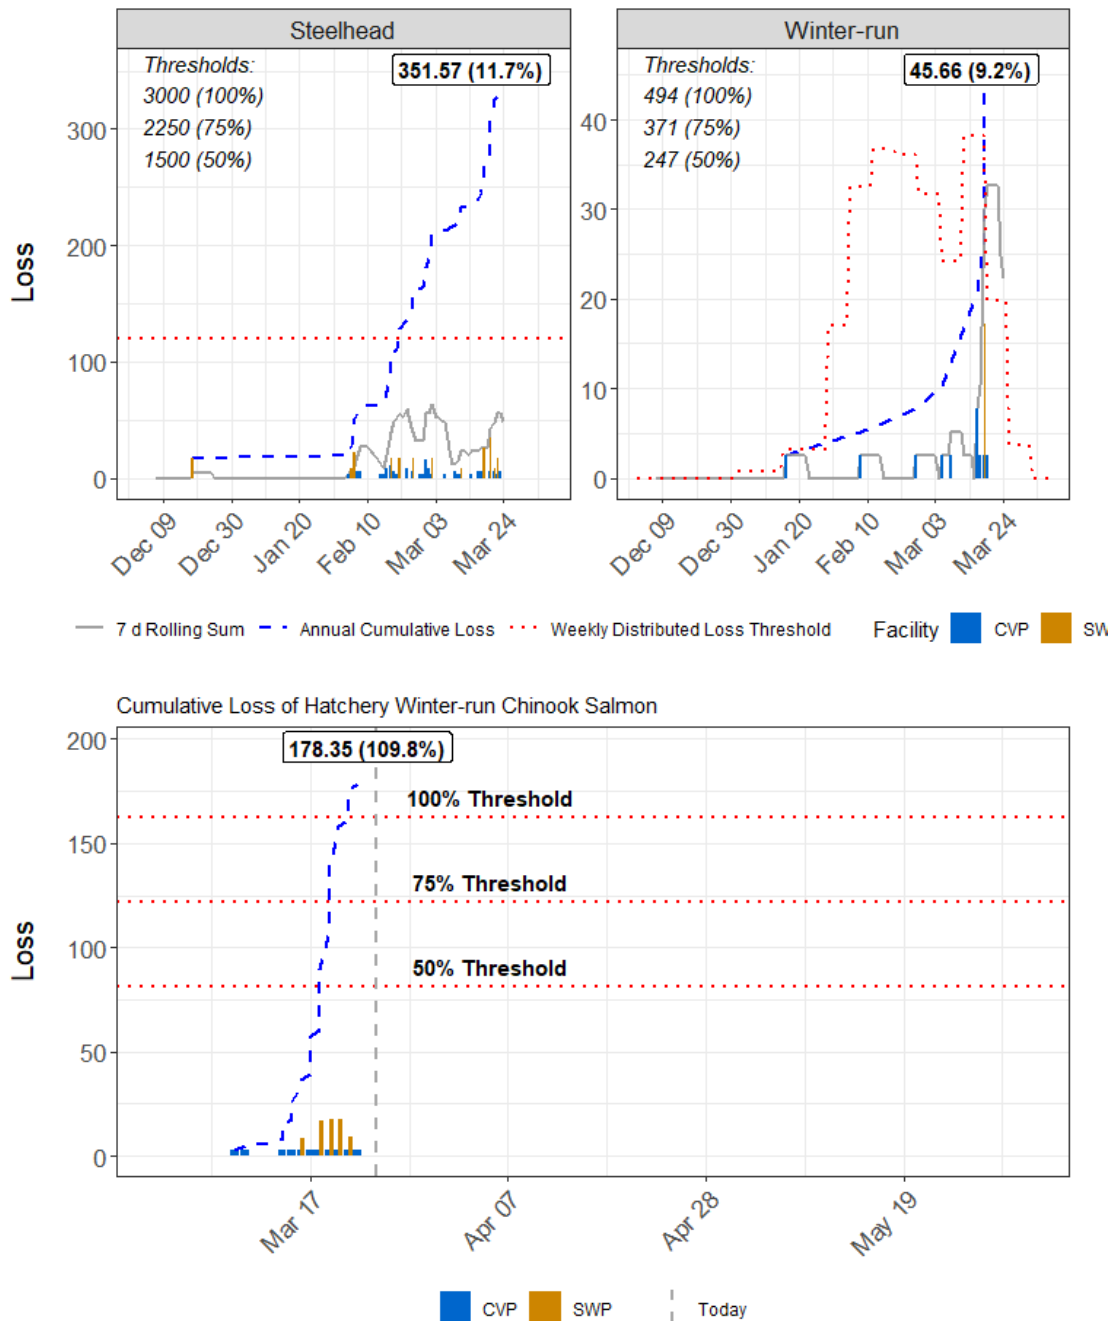 Steelhead
Winter-run
Thresholds:
3000 (100%)
2250 (75%)
1500 (50%)
351.57 (11.7%)
Thresholds:
494 (100%)
371 (75%)
247 (50%)
45.66 (9.2%)
Loss
300
200
100
0
40
30
20
10
0
Dec 09
Dec 30
Jan 20
Feb 10
Mar 03
Mar 24
Dec 09
Dec 30
Jan 20
Feb 10
Mar 03
Mar 24
7 d Rolling Sum Annual Cumulative Loss Weekly Distributed Loss Threshold Facility CVP SW
Cumulative Loss of Hatchery Winter-run Chinook Salmon
Loss
200
150
100
50
0
178.35 (109.8%)
100% Threshold
75% Threshold
50% Threshold
Mar 17
Apr 07
Apr 28
May 19
CVP SWP Today